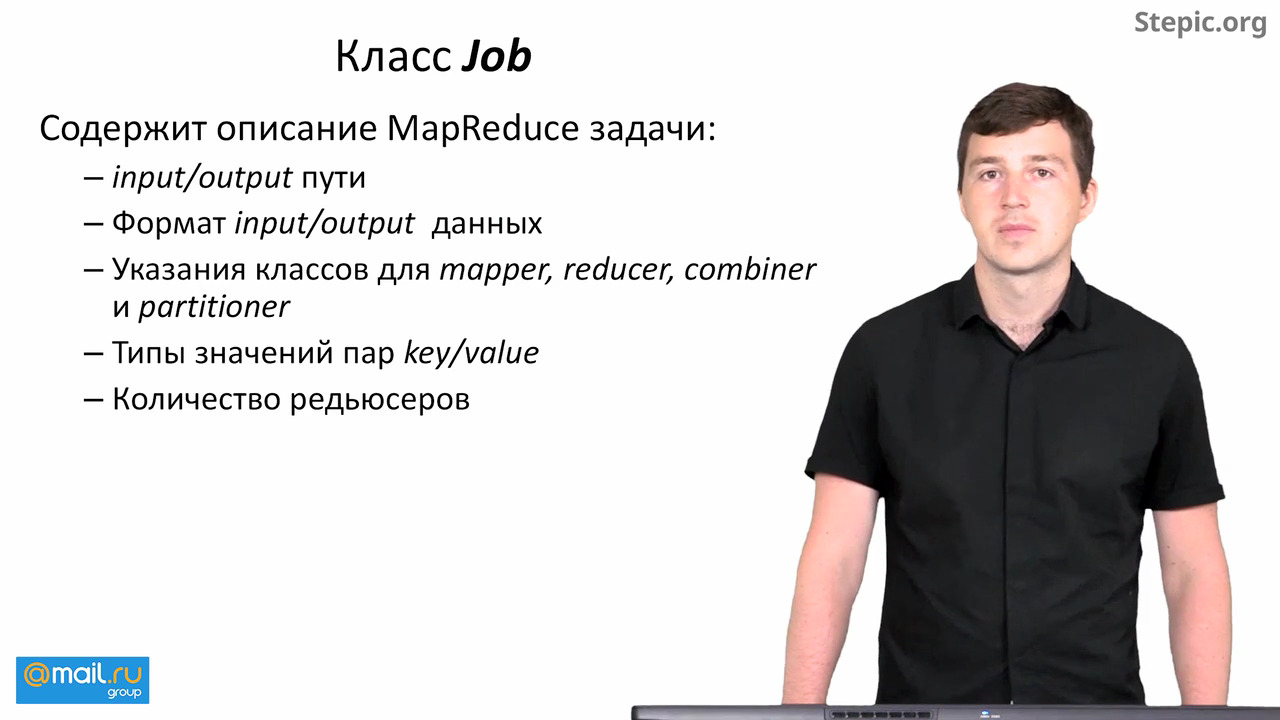 Stepic.org
Класс Job
Содержит описание MapReduce задачи:
– input/output пути
– Формат input/output данных
– Указания классов для mapper, reducer, combiner
и partitioner
– Типы значений пар key/value
– Количество редьюсеров
@mail.ru
group